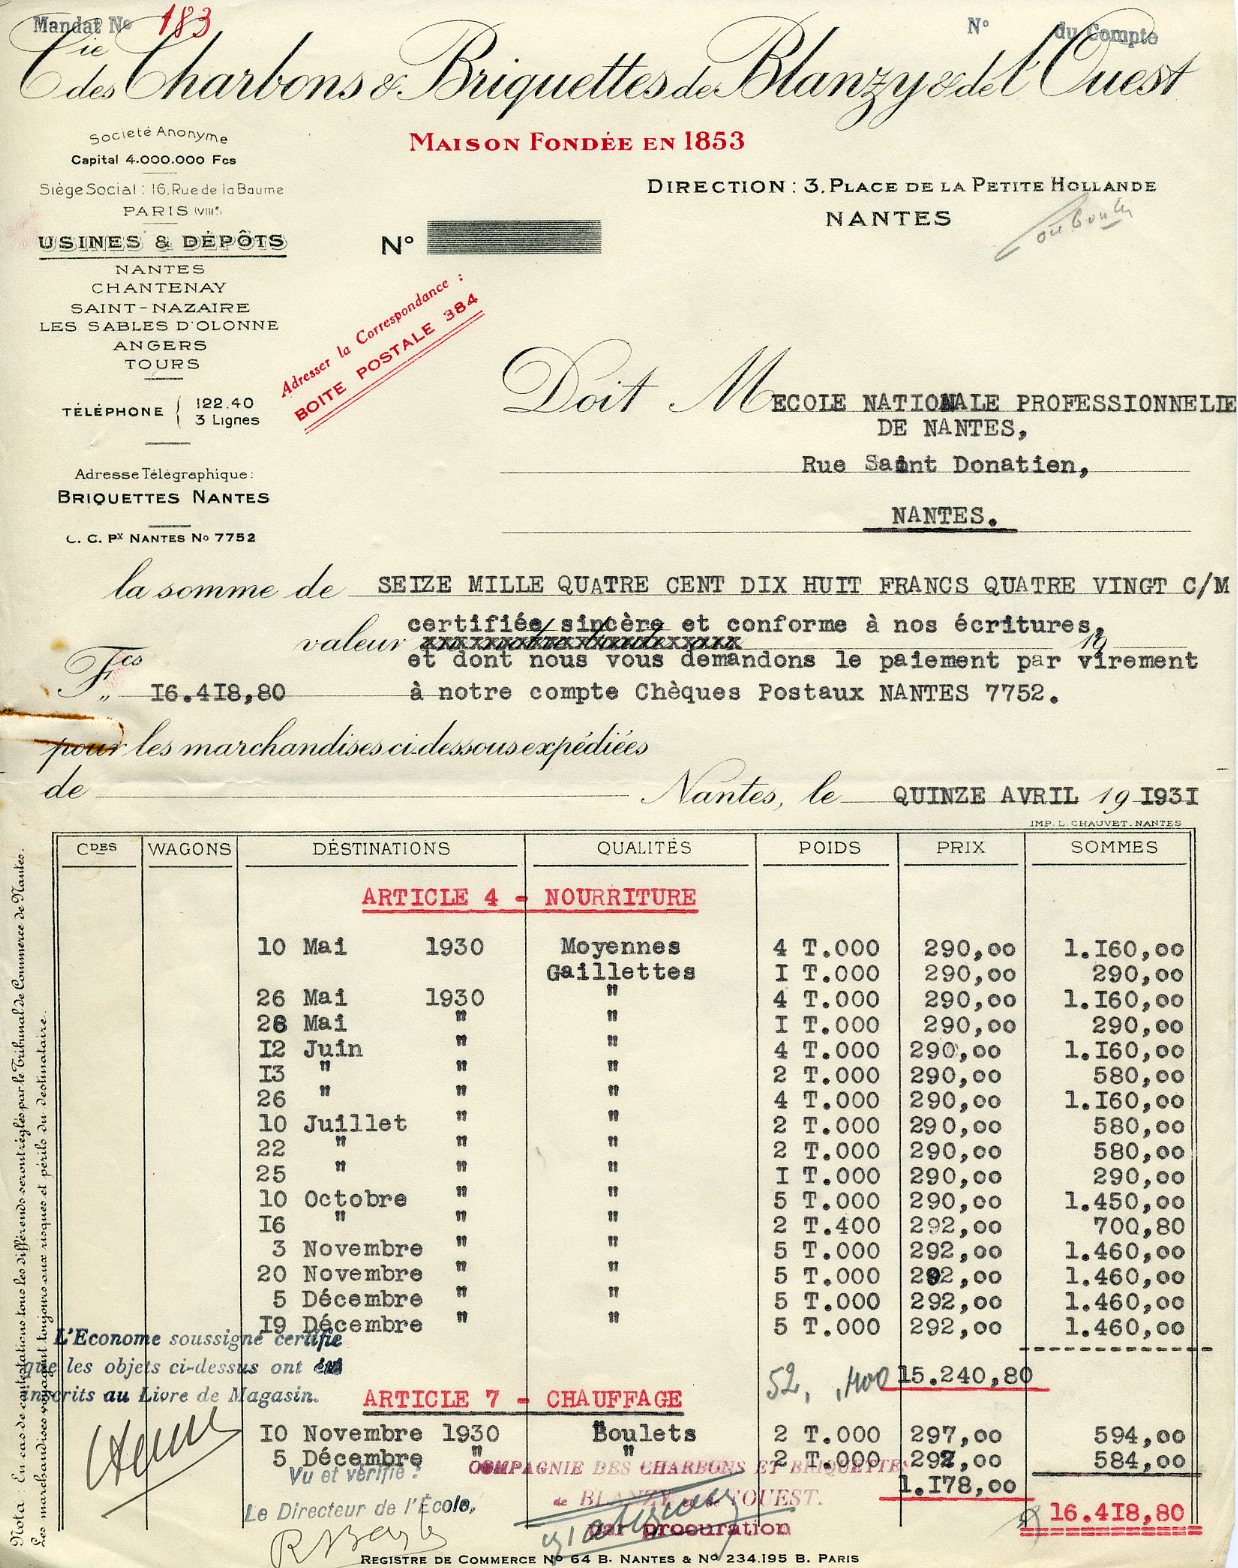 Mandat No 183
N° du Compte
Cie des Charbons & Briquettes de Blanzy & de l'Ouest
Societé Anonyme
Capital 4.000.000 Fcs
Siège Social : 16, Rue de la Baume
PARIS (VIIIe)
USINES & DÉPÔTS
NANTES
CHANTENAY
SAINT-NAZAIRE
LES SABLES D'OLONNE
ANGERS
TOURS
TÉLÉPHONE 122.40
3 Lignes
Adresse Télégraphique:
BRIQUETTES NANTES
C. C. Px NANTES No 7752
MAISON FONDÉE EN 1853
DIRECTION : 3, PLACE DE LA PETITE HOLLANDE
NANTES
No
Adresser la Correspondance :
BOITE POSTALE 384
Doit M ECOLE NATIONALE PROFESSIONNELLE
DE NANTES,
Rue Saint Donatien,
NANTES.
la somme de SEIZE MILLE QUATRE CENT DIX HUIT FRANCS QUATRE VINGT C/M
certifiée sincère et conforme à nos écritures,
valeur 19
et dont nous vous demandons le paiement par virement
Fcs 16.418,80 à notre compte Chèques Postaux NANTES 7752.
pour les marchandises ci-dessous expédiées
de Nantes, le QUINZE AVRIL 19 1931
IMP. L. CHAUVET. NANTES
CDES WAGONS DÉSTINATIONS QUALITÉS POIDS PRIX SOMMES
ARTICLE 4 - NOURRITURE
10 Mai 1930 Moyennes 4 T.000 290,00 1.160,00
Gaillettes 1 T.000 290,00 290,00
26 Mai 1930 " 4 T.000 290,00 1.160,00
28 Mai " " 1 T.000 290,00 290,00
12 Juin " " 4 T.000 290,00 1.160,00
13 " " " 2 T.000 290,00 580,00
26 " " " 4 T.000 290,00 1.160,00
10 Juillet " " 2 T.000 290,00 580,00
22 " " " 2 T.000 290,00 580,00
25 " " " 1 T.000 290,00 290,00
10 Octobre " " 5 T.000 290,00 1.450,00
16 " " " 2 T.400 292,00 700,80
3 Novembre " " 5 T.000 292,00 1.460,00
20 Novembre " " 5 T.000 292,00 1.460,00
5 Décembre " " 5 T.000 292,00 1.460,00
19 Décembre " " 5 T.000 292,00 1.460,00
L'Econome soussigné certifie
que les objets ci-dessus ont été
inscrits au Livre de Magasin.
52,400 15.240,80
ARTICLE 7 - CHAUFFAGE
10 Novembre 1930 Boulets 2 T.000 297,00 594,00
5 Décembre " " 2 T.000 292,00 584,00
1.178,00
16.418,80
Vu et vérifié :
Le Directeur de l'École,
COMPAGNIE DES CHARBONS ET BRIQUETTES
de BLANZY et de l'OUEST.
par procuration
REGISTRE DE COMMERCE No 64 B. NANTES & No 234.195 B. PARIS
Nota : En cas de contestations tous les différends seront réglés par le Tribunal de Commerce de Nantes.
Les marchandises voyagent toujours aux risques et périls du destinataire.